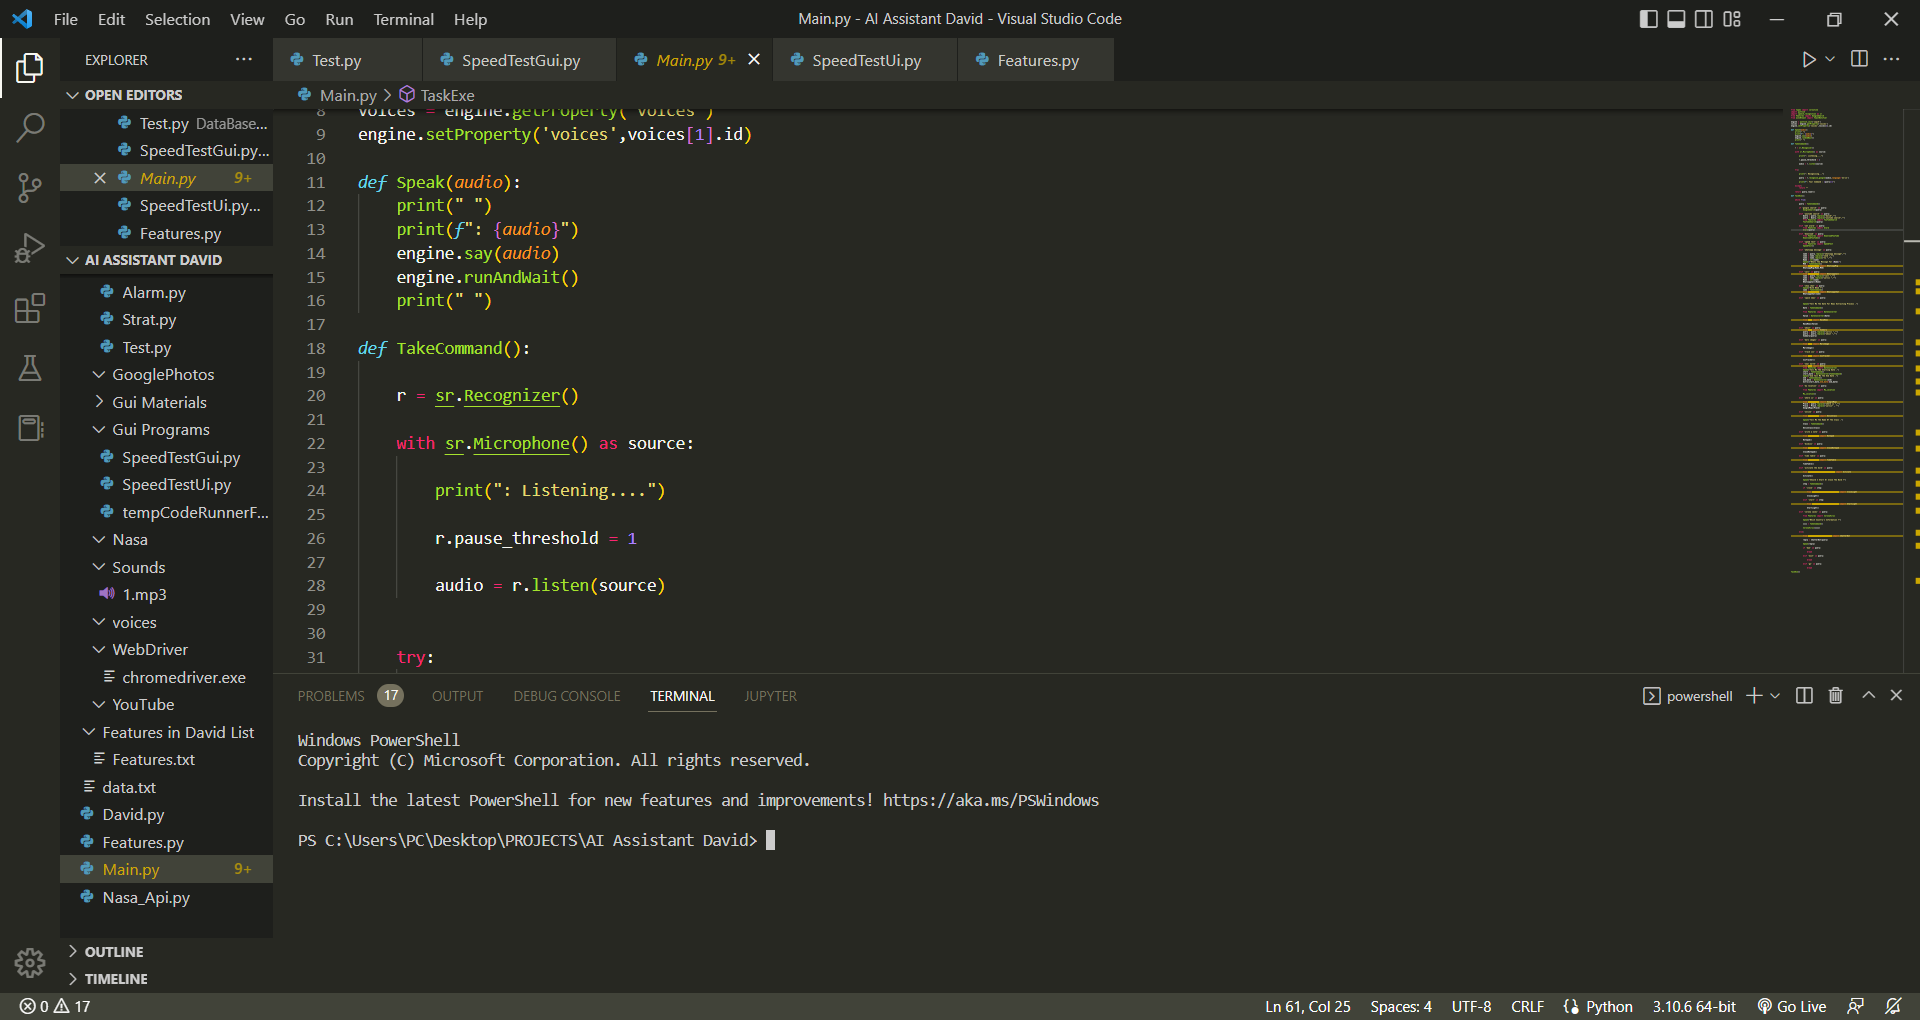 File Edit Selection View Go Run Terminal Help
Main.py - AI Assistant David - Visual Studio Code
EXPLORER
Test.py
SpeedTestGui.py
Main.py 9+
SpeedTestUi.py
Features.py
OPEN EDITORS
Test.py DataBase...
SpeedTestGui.py...
Main.py 9+
SpeedTestUi.py...
Features.py
AI ASSISTANT DAVID
Alarm.py
Strat.py
Test.py
GooglePhotos
Gui Materials
Gui Programs
SpeedTestGui.py
SpeedTestUi.py
tempCodeRunnerF...
Nasa
Sounds
1.mp3
voices
WebDriver
chromedriver.exe
YouTube
Features in David List
Features.txt
data.txt
David.py
Features.py
Main.py 9+
Nasa_Api.py
OUTLINE
TIMELINE
Main.py > TaskExe
8 voices = engine.getProperty('voices')
9 engine.setProperty('voices',voices[1].id)
10
11 def Speak(audio):
12 print(" ")
13 print(f": {audio}")
14 engine.say(audio)
15 engine.runAndWait()
16 print(" ")
17
18 def TakeCommand():
19
20 r = sr.Recognizer()
21
22 with sr.Microphone() as source:
23
24 print(": Listening....")
25
26 r.pause_threshold = 1
27
28 audio = r.listen(source)
29
30
31 try:
PROBLEMS 17 OUTPUT DEBUG CONSOLE TERMINAL JUPYTER
powershell
Windows PowerShell
Copyright (C) Microsoft Corporation. All rights reserved.
Install the latest PowerShell for new features and improvements! https://aka.ms/PSWindows
PS C:\Users\PC\Desktop\PROJECTS\AI Assistant David>
0 17
Ln 61, Col 25 Spaces: 4 UTF-8 CRLF Python 3.10.6 64-bit Go Live